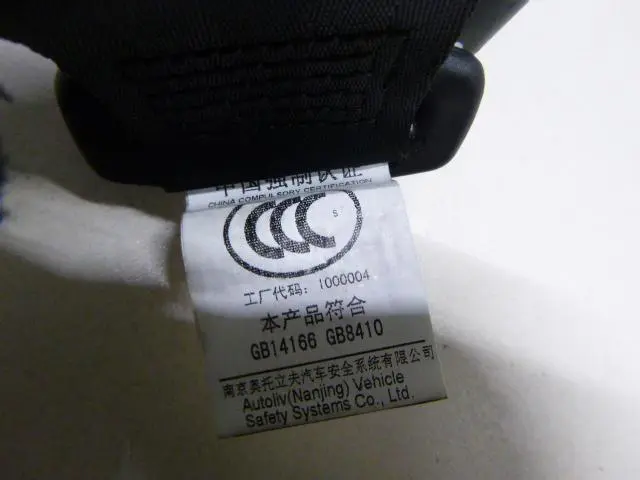 中国强制认证
CHINA COMPULSORY CERTIFICATION
CCC S
工厂代码: 1000004
本产品符合
GB14166 GB8410
南京奥托立夫汽车安全系统有限公司
Autoliv(Nanjing) Vehicle
Safety Systems Co., Ltd.